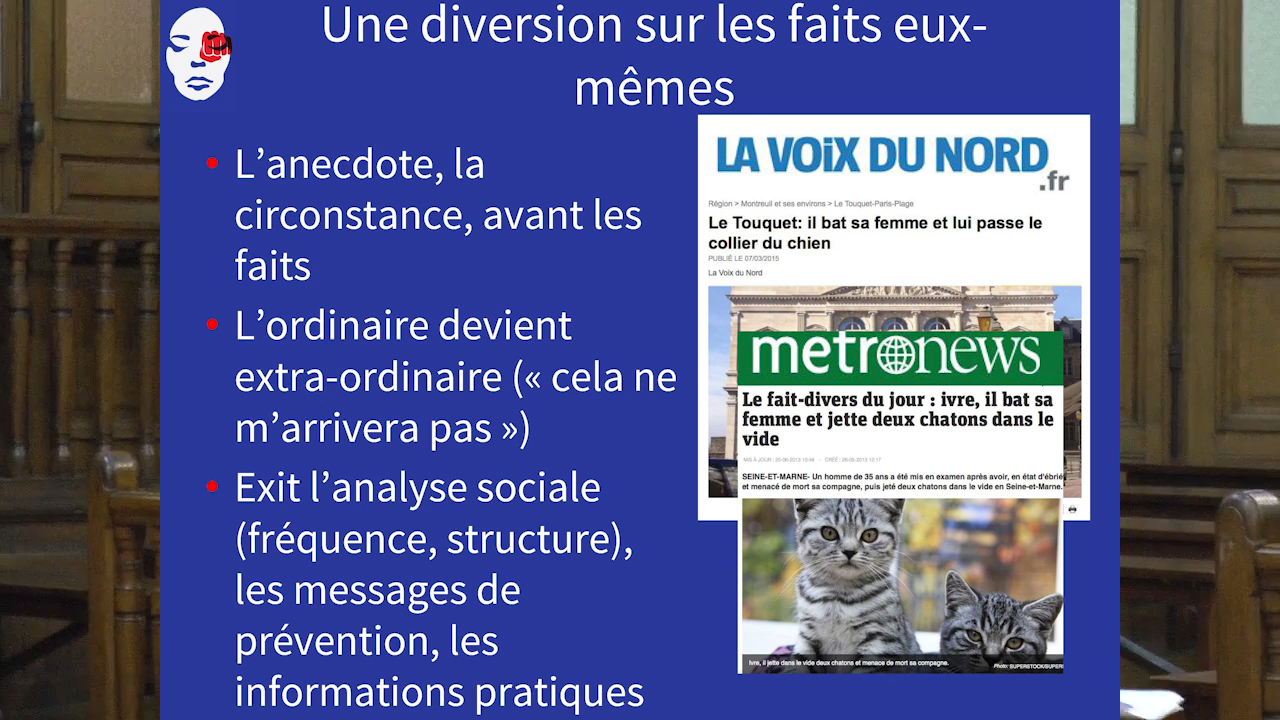 Une diversion sur les faits eux-
mêmes
• L’anecdote, la
circonstance, avant les
faits
• L’ordinaire devient
extra-ordinaire (« cela ne
m’arrivera pas »)
• Exit l’analyse sociale
(fréquence, structure),
les messages de
prévention, les
informations pratiques
LA VOiX DU NORD
.fr
Région > Montreuil et ses environs > Le Touquet-Paris-Plage
Le Touquet: il bat sa femme et lui passe le
collier du chien
PUBLIÉ LE 07/03/2015
La Voix du Nord
metronews
Le fait-divers du jour : ivre, il bat sa
femme et jette deux chatons dans le
vide
SEINE-ET-MARNE- Un homme de 35 ans a été mis en examen après avoir, en état d'ébrié
et menacé de mort sa compagne, puis jeté deux chatons dans le vide en Seine-et-Marne.
Ivre, il jette dans le vide deux chatons et menace de mort sa compagne.
Photo: SUPERSTOCK/SUPERS